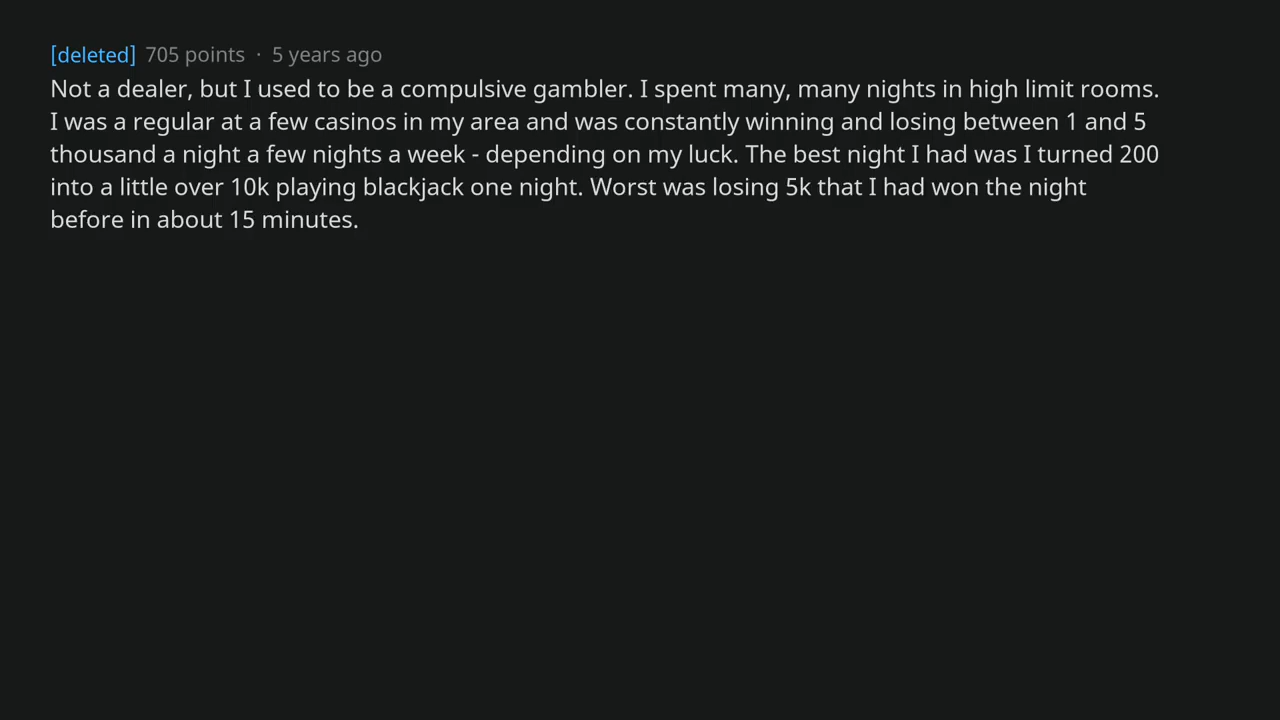 [deleted] 705 points · 5 years ago
Not a dealer, but I used to be a compulsive gambler. I spent many, many nights in high limit rooms.
I was a regular at a few casinos in my area and was constantly winning and losing between 1 and 5
thousand a night a few nights a week - depending on my luck. The best night I had was I turned 200
into a little over 10k playing blackjack one night. Worst was losing 5k that I had won the night
before in about 15 minutes.